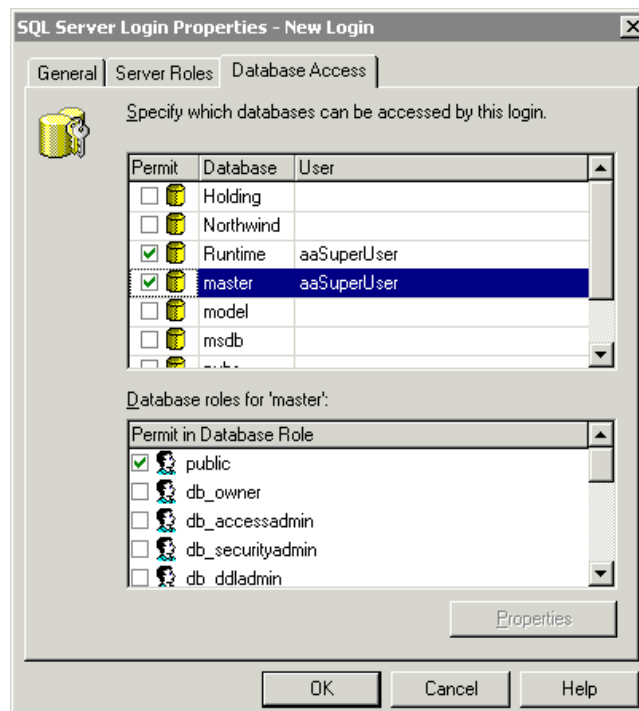 SQL Server Login Properties - New Login
General Server Roles Database Access
Specify which databases can be accessed by this login.
Permit Database User
Holding
Northwind
Runtime aaSuperUser
master aaSuperUser
model
msdb
Database roles for 'master':
Permit in Database Role
public
db_owner
db_accessadmin
db_securityadmin
db_ddladmin
Properties
OK Cancel Help